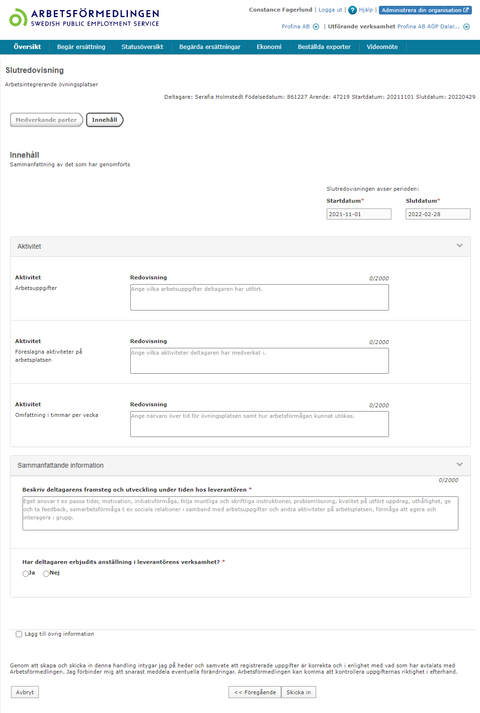 ARBETSFÖRMEDLINGEN
SWEDISH PUBLIC EMPLOYMENT SERVICE
Constance Fagerlund | Logga ut | ? Hjälp | Administrera din organisation
Profina AB | Utförande verksamhet Profina AB AÖP Dalar...
Översikt Begär ersättning Statusöversikt Begärda ersättningar Ekonomi Beställda exporter Videomöte
Slutredovisning
Arbetsintegrerande övningsplatser
Deltagare: Serafia Holmstedt Födelsedatum: 861227 Ärende: 47219 Startdatum: 20211101 Slutdatum: 20220429
Medverkande parter Innehåll
Innehåll
Sammanfattning av det som har genomförts
Slutredovisningen avser perioden:
Startdatum* Slutdatum*
2021-11-01 2022-02-28
Aktivitet
Aktivitet Redovisning 0/2000
Arbetsuppgifter Ange vilka arbetsuppgifter deltagaren har utfört.
Aktivitet Redovisning 0/2000
Föreslagna aktiviteter på arbetsplatsen Ange vilka aktiviteter deltagaren har medverkat i.
Aktivitet Redovisning 0/2000
Omfattning i timmar per vecka Ange närvaro över tid för övningsplatsen samt hur arbetsförmågan kunnat utökas.
Sammanfattande information
0/2000
Beskriv deltagarens framsteg och utveckling under tiden hos leverantören *
Eget ansvar t ex passa tider, motivation, initiativförmåga, följa muntliga och skriftliga instruktioner, problemlösning, kvalitet på utfört uppdrag, uthållighet, ge
och ta feedback, samarbetsförmåga t ex sociala relationer i samband med arbetsuppgifter och andra aktiviteter på arbetsplatsen, förmåga att agera och
interagera i grupp.
Har deltagaren erbjudits anställning i leverantörens verksamhet? *
Ja Nej
Lägg till övrig information
Genom att skapa och skicka in denna handling intygar jag på heder och samvete att registrerade uppgifter är korrekta och i enlighet med vad som har avtalats med
Arbetsförmedlingen. Jag förbinder mig att snarast meddela eventuella förändringar. Arbetsförmedlingen kan komma att kontrollera uppgifternas riktighet i efterhand.
Avbryt << Föregående Skicka in